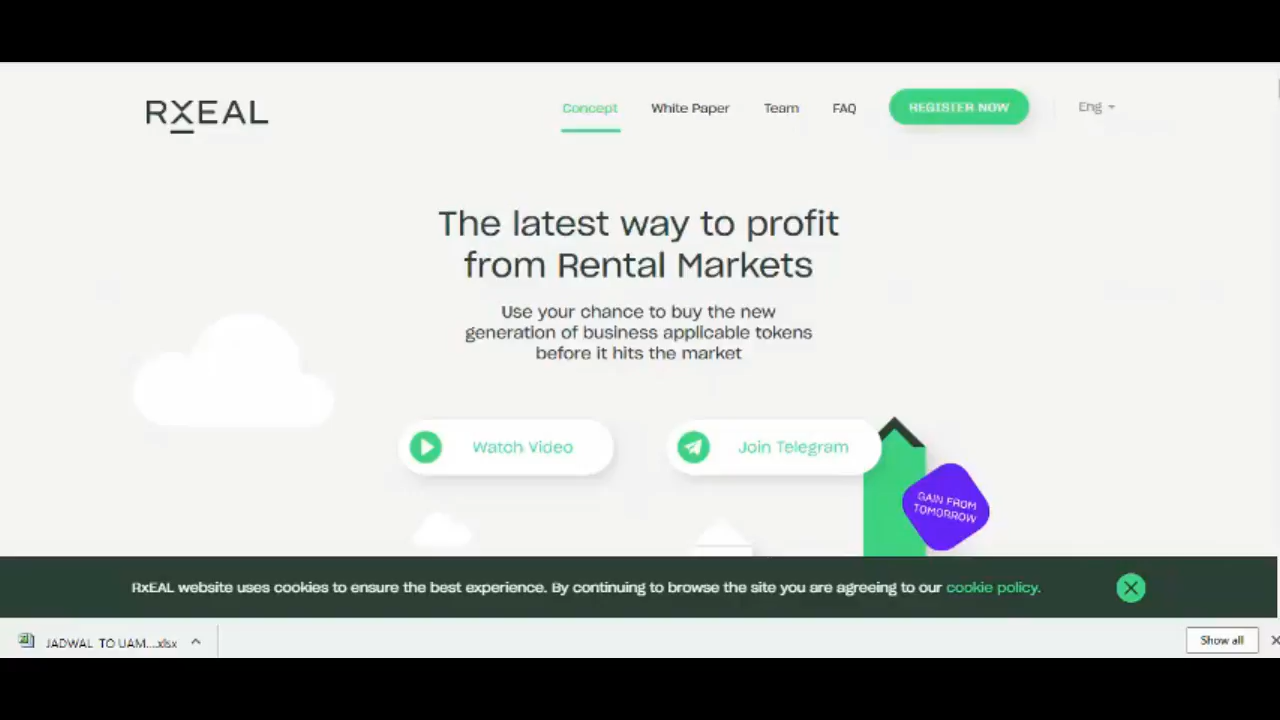 RXEAL
Concept
White Paper
Team
FAQ
REGISTER NOW
Eng
The latest way to profit
from Rental Markets
Use your chance to buy the new
generation of business applicable tokens
before it hits the market
Watch Video
Join Telegram
GAIN FROM
TOMORROW
RxEAL website uses cookies to ensure the best experience. By continuing to browse the site you are agreeing to our cookie policy.
JADWAL TO UAM....xlsx
Show all